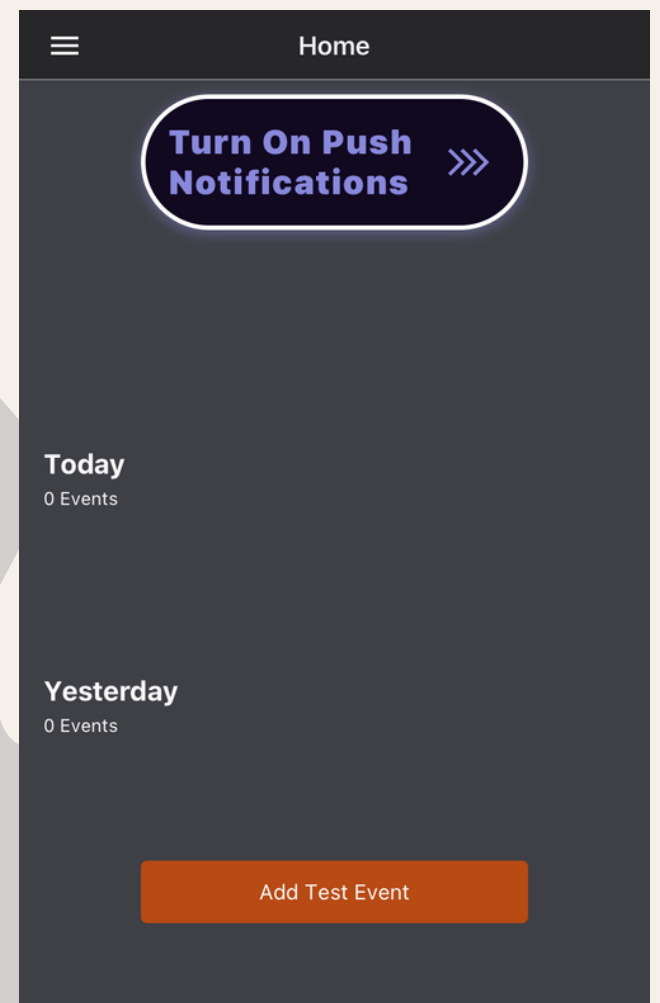 Home
Turn On Push
Notifications
Today
0 Events
Yesterday
0 Events
Add Test Event